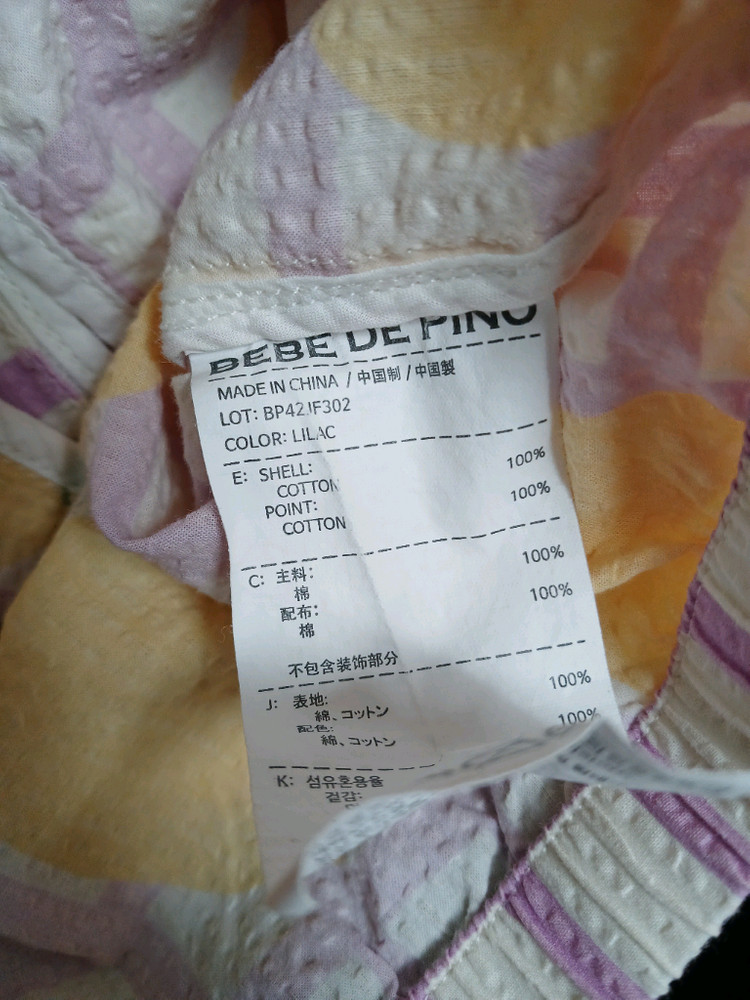 BEBE DE PINO
MADE IN CHINA / 中国制 / 中国製
LOT: BP42JF302
COLOR: LILAC
E: SHELL:
COTTON 100%
POINT:
COTTON 100%
C: 主料:
棉 100%
配布:
棉 100%
不包含装饰部分
J: 表地:
綿、コットン 100%
配色:
綿、コットン 100%
K: 섬유혼용율
겉감: